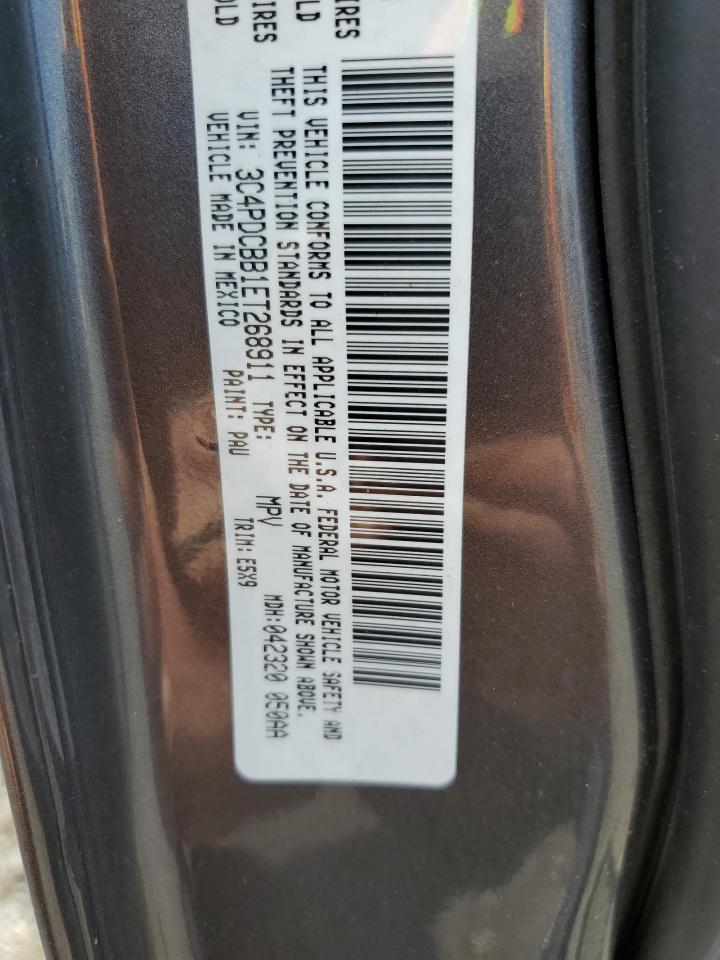 IRES
OLD
IRES
OLD
THIS VEHICLE CONFORMS TO ALL APPLICABLE U.S.A. FEDERAL MOTOR VEHICLE SAFETY AND
THEFT PREVENTION STANDARDS IN EFFECT ON THE DATE OF MANUFACTURE SHOWN ABOVE.
VIN: 3C4PDCBB1ET268911 TYPE: MPV MDH:042320 050AA
VEHICLE MADE IN MEXICO PAINT: PAU TRIM: E5X9